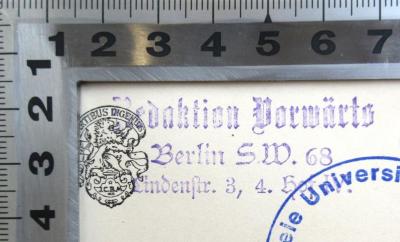 1 2 3 4 5 6 7
1
2
3
4
Redaktion Vorwärts
Berlin S.W. 68
Lindenstr. 3, 4.
J.C.B.M.
eie Universi